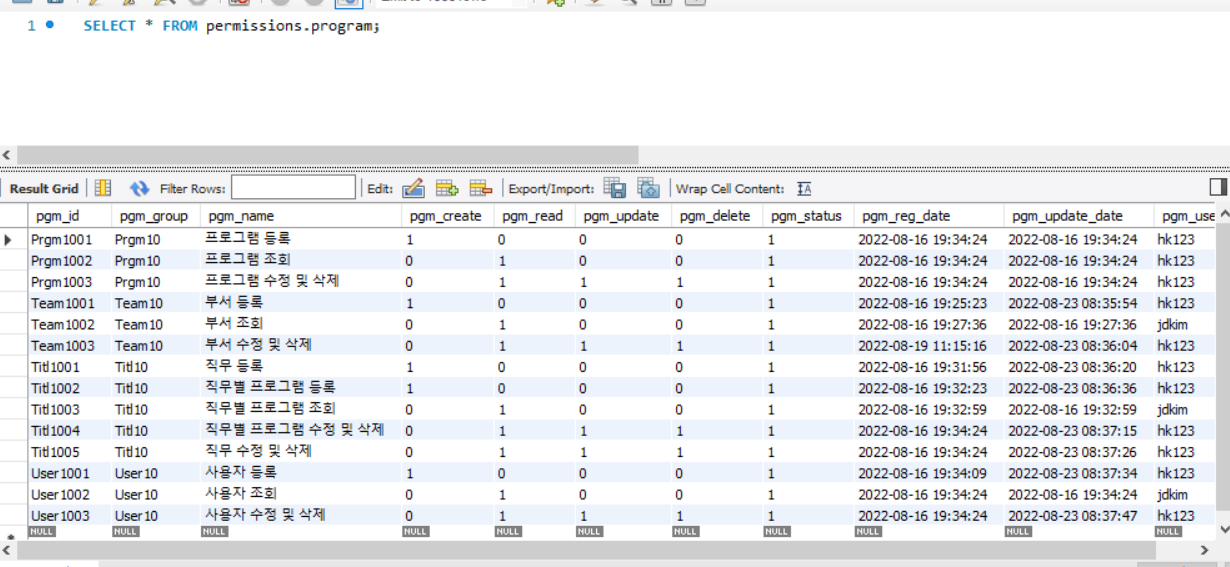 1 SELECT * FROM permissions.program;
Result Grid Filter Rows: Edit: Export/Import: Wrap Cell Content:
pgm_id pgm_group pgm_name pgm_create pgm_read pgm_update pgm_delete pgm_status pgm_reg_date pgm_update_date pgm_use
Prgm1001 Prgm10 프로그램 등록 1 0 0 0 1 2022-08-16 19:34:24 2022-08-16 19:34:24 hk123
Prgm1002 Prgm10 프로그램 조회 0 1 0 0 1 2022-08-16 19:34:24 2022-08-16 19:34:24 hk123
Prgm1003 Prgm10 프로그램 수정 및 삭제 0 1 1 1 1 2022-08-16 19:34:24 2022-08-16 19:34:24 hk123
Team1001 Team10 부서 등록 1 0 0 0 1 2022-08-16 19:25:23 2022-08-23 08:35:54 hk123
Team1002 Team10 부서 조회 0 1 0 0 1 2022-08-16 19:27:36 2022-08-16 19:27:36 jdkim
Team1003 Team10 부서 수정 및 삭제 0 1 1 1 1 2022-08-19 11:15:16 2022-08-23 08:36:04 hk123
Titl1001 Titl10 직무 등록 1 0 0 0 1 2022-08-16 19:31:56 2022-08-23 08:36:20 hk123
Titl1002 Titl10 직무별 프로그램 등록 1 0 0 0 1 2022-08-16 19:32:23 2022-08-23 08:36:36 hk123
Titl1003 Titl10 직무별 프로그램 조회 0 1 0 0 1 2022-08-16 19:32:59 2022-08-16 19:32:59 jdkim
Titl1004 Titl10 직무별 프로그램 수정 및 삭제 0 1 1 1 1 2022-08-16 19:34:24 2022-08-23 08:37:15 hk123
Titl1005 Titl10 직무 수정 및 삭제 0 1 1 1 1 2022-08-16 19:34:24 2022-08-23 08:37:26 hk123
User1001 User10 사용자 등록 1 0 0 0 1 2022-08-16 19:34:09 2022-08-23 08:37:34 hk123
User1002 User10 사용자 조회 0 1 0 0 1 2022-08-16 19:34:24 2022-08-16 19:34:24 jdkim
User1003 User10 사용자 수정 및 삭제 0 1 1 1 1 2022-08-16 19:34:24 2022-08-23 08:37:47 hk123
NULL NULL NULL NULL NULL NULL NULL NULL NULL NULL NULL